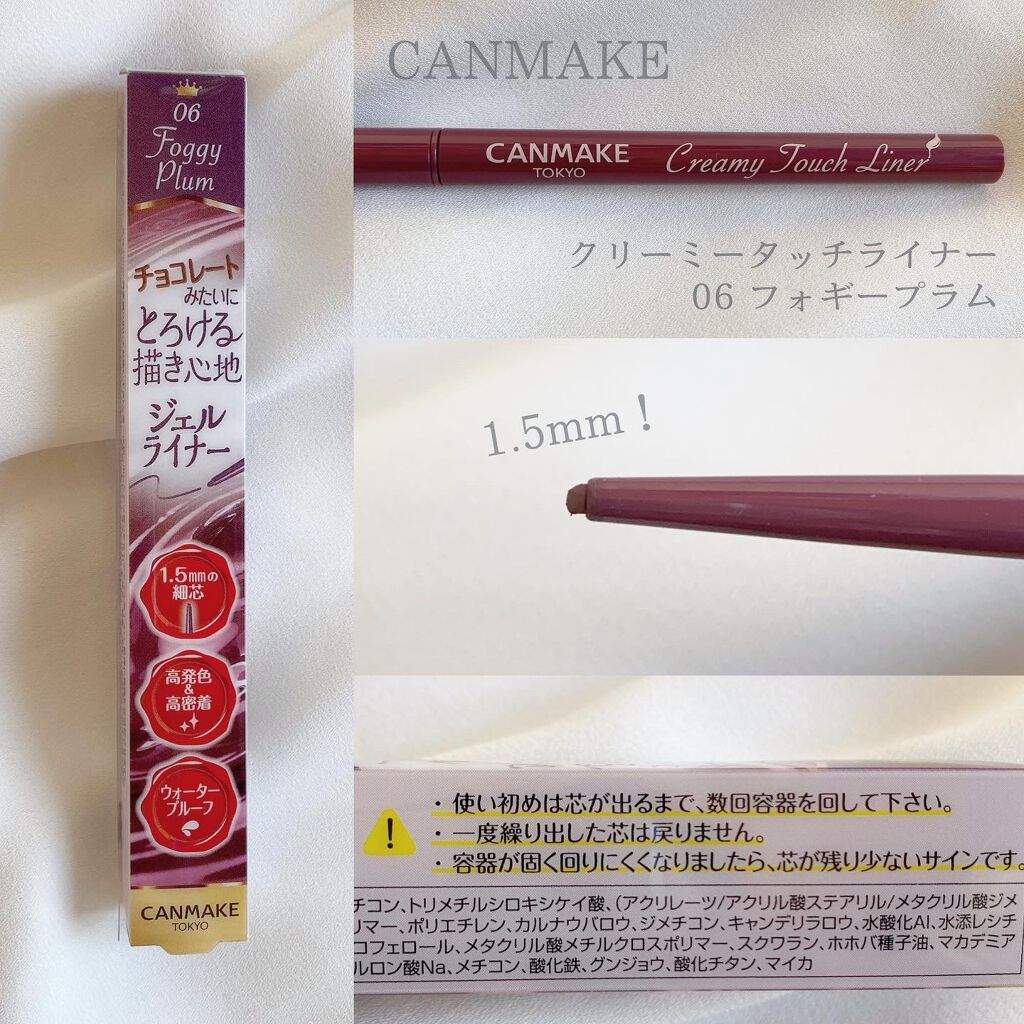 06
Foggy
Plum
チョコレート
みたいに
とろける
描き心地
ジェル
ライナー
1.5mmの
細芯
高発色
&
高密着
ウォーター
プルーフ
CANMAKE
TOKYO
CANMAKE
CANMAKE
TOKYO
Creamy Touch Liner
クリーミータッチライナー
06 フォギープラム
1.5mm！
!
・使い初めは芯が出るまで、数回容器を回して下さい。
・一度繰り出した芯は戻りません。
・容器が固く回りにくくなりましたら、芯が残り少ないサインです。
チコン、トリメチルシロキシケイ酸、（アクリレーツ/アクリル酸ステアリル/メタクリル酸ジメ
リマー、ポリエチレン、カルナウバロウ、ジメチコン、キャンデリラロウ、水酸化Al、水添レシチ
コフェロール、メタクリル酸メチルクロスポリマー、スクワラン、ホホバ種子油、マカデミア
ルロン酸Na、メチコン、酸化鉄、グンジョウ、酸化チタン、マイカ